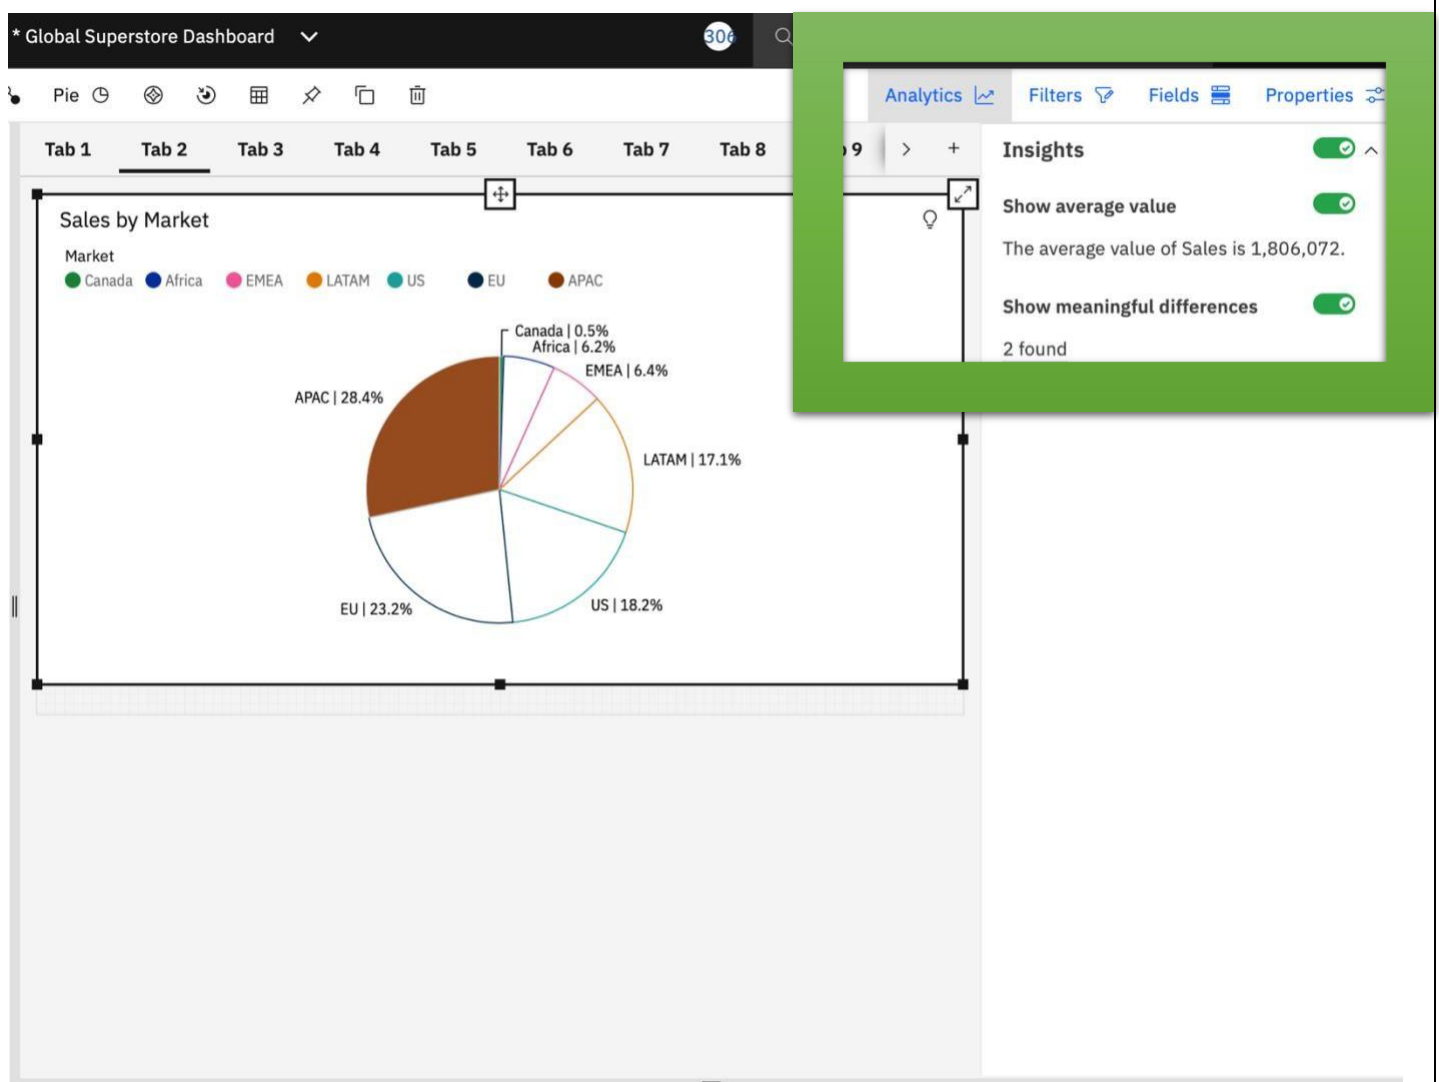 * Global Superstore Dashboard
306
Pie
Analytics Filters Fields Properties
Tab 1 Tab 2 Tab 3 Tab 4 Tab 5 Tab 6 Tab 7 Tab 8 9 > +
Sales by Market
Market
Canada Africa EMEA LATAM US EU APAC
Canada | 0.5%
Africa | 6.2%
EMEA | 6.4%
APAC | 28.4%
LATAM | 17.1%
EU | 23.2%
US | 18.2%
Insights
Show average value
The average value of Sales is 1,806,072.
Show meaningful differences
2 found